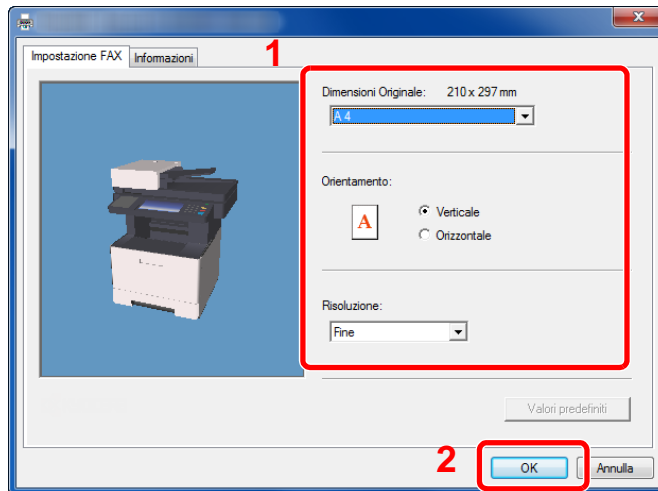 Impostazione FAX Informazioni
1
Dimensioni Originale: 210 x 297 mm
A4
Orientamento:
A
Verticale
Orizzontale
Risoluzione:
Fine
Valori predefiniti
2
OK Annulla